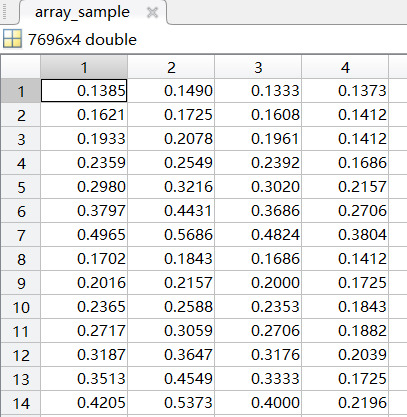 array_sample
7696x4 double
1 2 3 4
1 0.1385 0.1490 0.1333 0.1373
2 0.1621 0.1725 0.1608 0.1412
3 0.1933 0.2078 0.1961 0.1412
4 0.2359 0.2549 0.2392 0.1686
5 0.2980 0.3216 0.3020 0.2157
6 0.3797 0.4431 0.3686 0.2706
7 0.4965 0.5686 0.4824 0.3804
8 0.1702 0.1843 0.1686 0.1412
9 0.2016 0.2157 0.2000 0.1725
10 0.2365 0.2588 0.2353 0.1843
11 0.2717 0.3059 0.2706 0.1882
12 0.3187 0.3647 0.3176 0.2039
13 0.3513 0.4549 0.3333 0.1725
14 0.4205 0.5373 0.4000 0.2196